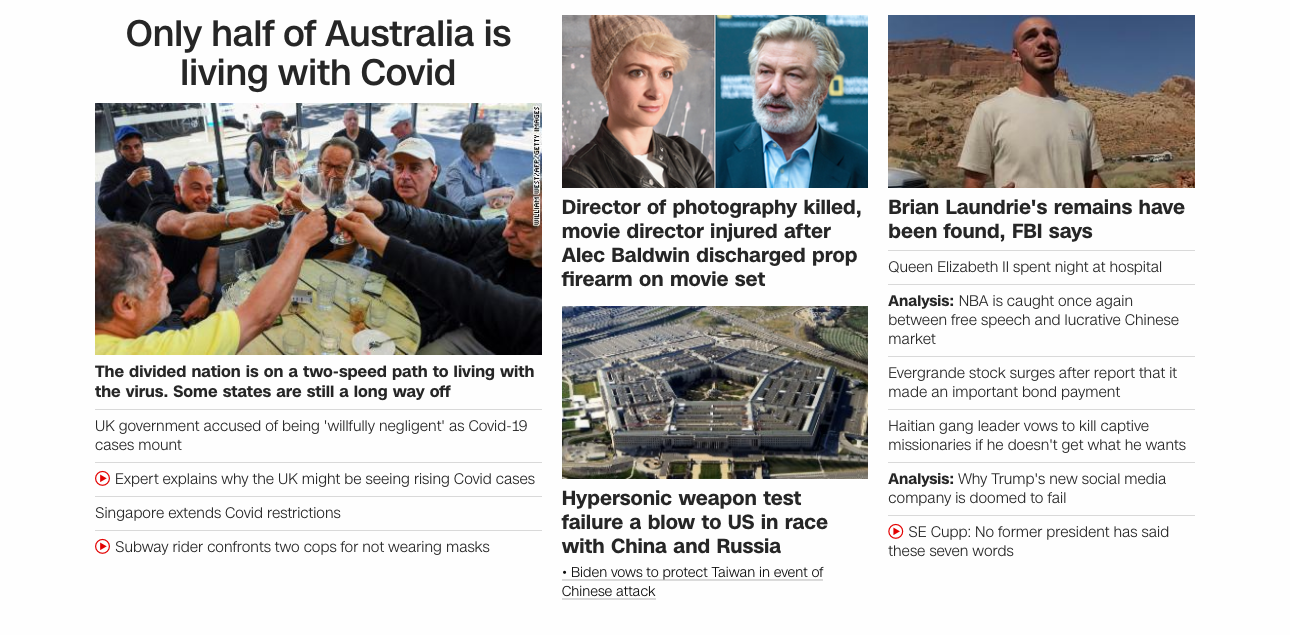 Only half of Australia is
living with Covid
WILLIAM WEST/AFP/GETTY IMAGES
The divided nation is on a two-speed path to living with
the virus. Some states are still a long way off
UK government accused of being 'willfully negligent' as Covid-19
cases mount
Expert explains why the UK might be seeing rising Covid cases
Singapore extends Covid restrictions
Subway rider confronts two cops for not wearing masks
Director of photography killed,
movie director injured after
Alec Baldwin discharged prop
firearm on movie set
Hypersonic weapon test
failure a blow to US in race
with China and Russia
• Biden vows to protect Taiwan in event of
Chinese attack
Brian Laundrie's remains have
been found, FBI says
Queen Elizabeth II spent night at hospital
Analysis: NBA is caught once again
between free speech and lucrative Chinese
market
Evergrande stock surges after report that it
made an important bond payment
Haitian gang leader vows to kill captive
missionaries if he doesn't get what he wants
Analysis: Why Trump's new social media
company is doomed to fail
SE Cupp: No former president has said
these seven words